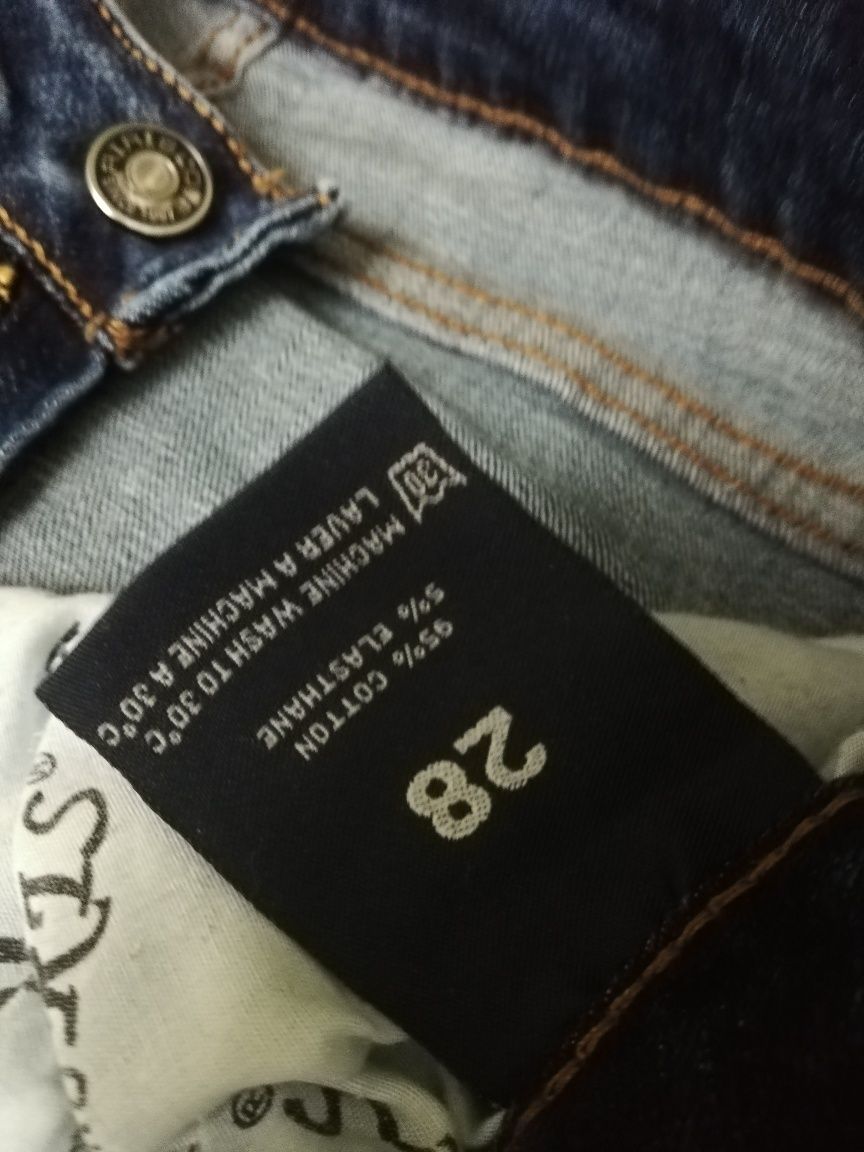 28
95% COTTON
5% ELASTHANE
30
MACHINE WASH TO 30°C
LAVER A MACHINE A 30°C